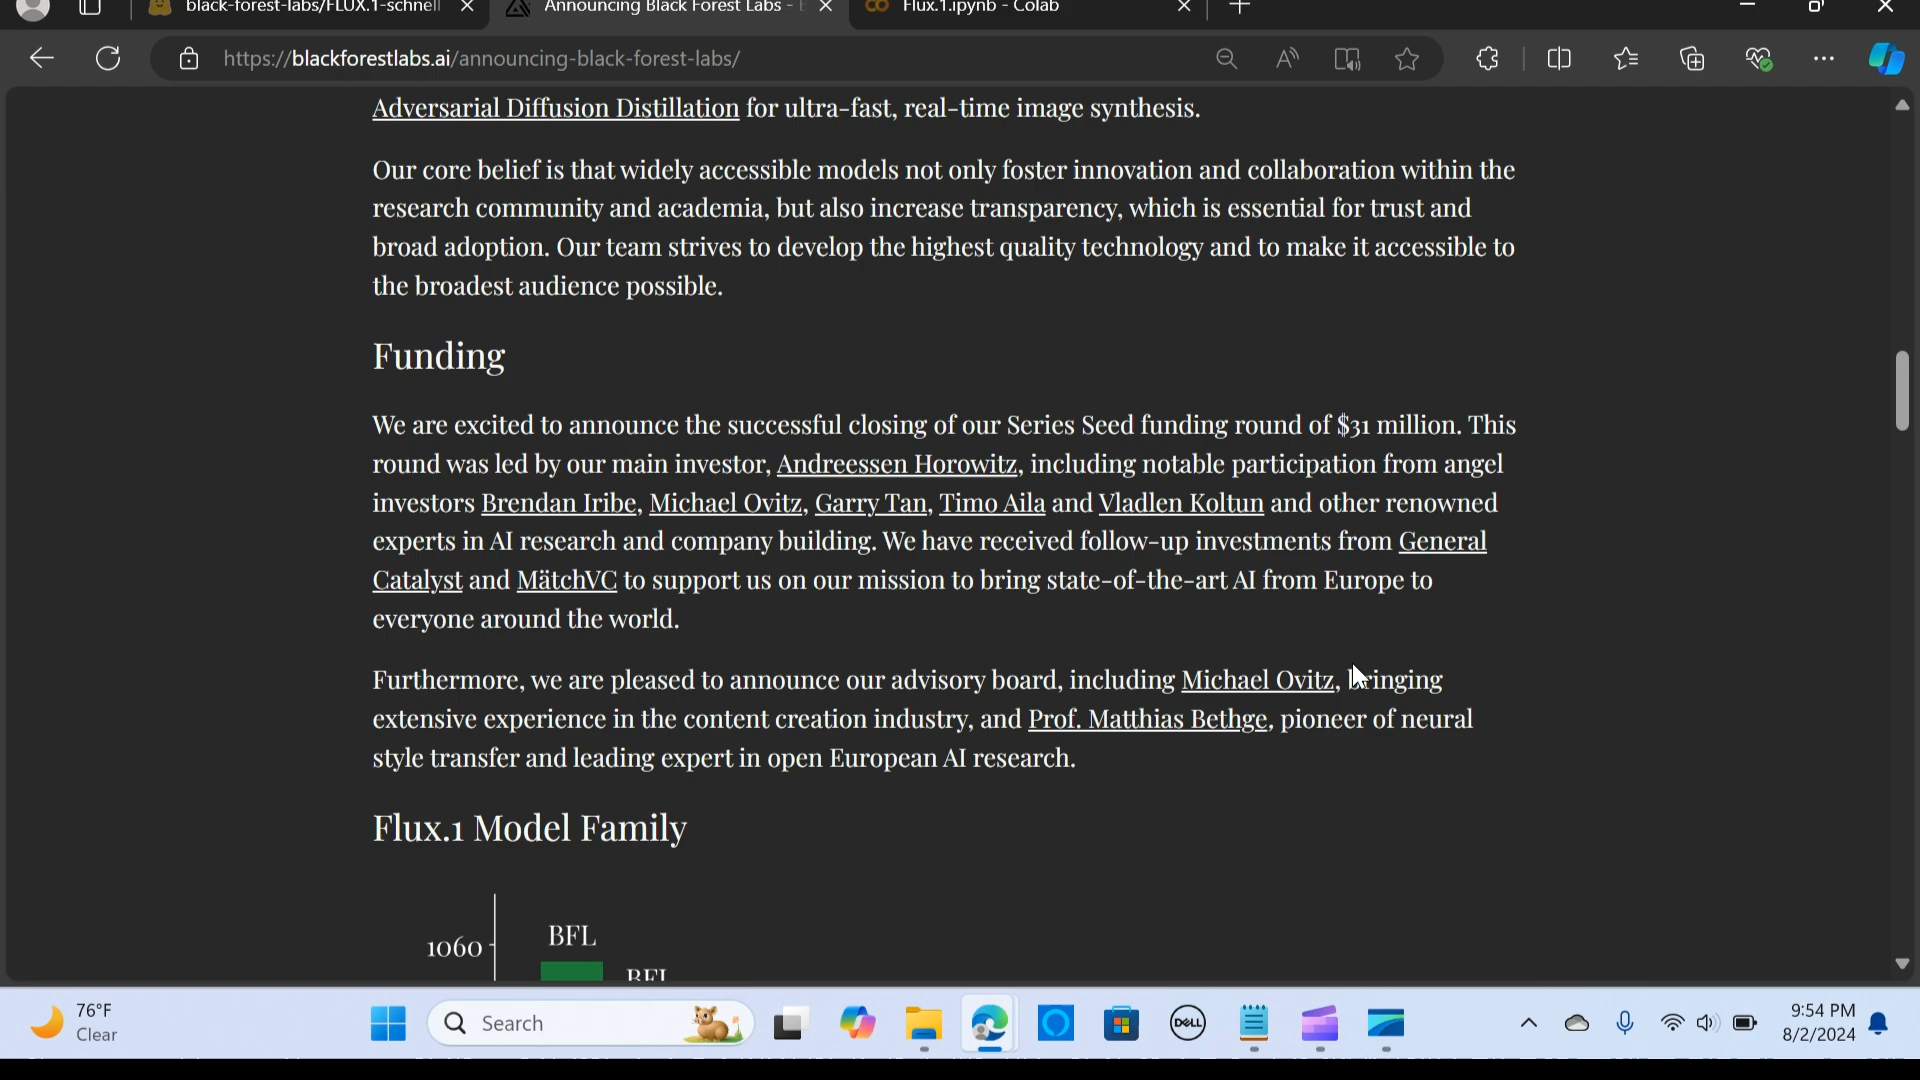 black-forest-labs/FLUX.1-schnell
Announcing Black Forest Labs -
Flux.1.ipynb - Colab
https://blackforestlabs.ai/announcing-black-forest-labs/
Adversarial Diffusion Distillation for ultra-fast, real-time image synthesis.
Our core belief is that widely accessible models not only foster innovation and collaboration within the
research community and academia, but also increase transparency, which is essential for trust and
broad adoption. Our team strives to develop the highest quality technology and to make it accessible to
the broadest audience possible.
Funding
We are excited to announce the successful closing of our Series Seed funding round of $31 million. This
round was led by our main investor, Andreessen Horowitz, including notable participation from angel
investors Brendan Iribe, Michael Ovitz, Garry Tan, Timo Aila and Vladlen Koltun and other renowned
experts in AI research and company building. We have received follow-up investments from General
Catalyst and MätchVC to support us on our mission to bring state-of-the-art AI from Europe to
everyone around the world.
Furthermore, we are pleased to announce our advisory board, including Michael Ovitz, bringing
extensive experience in the content creation industry, and Prof. Matthias Bethge, pioneer of neural
style transfer and leading expert in open European AI research.
Flux.1 Model Family
BFL
1060
BFL
76°F
Clear
Search
DELL
9:54 PM
8/2/2024